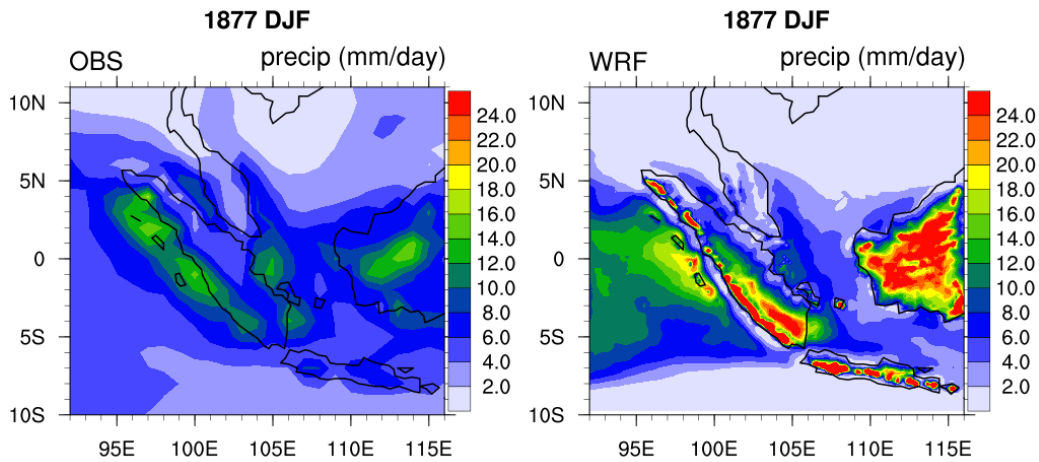 1877 DJF
OBS precip (mm/day)
10N
5N
0
5S
10S
95E 100E 105E 110E 115E
24.0
22.0
20.0
18.0
16.0
14.0
12.0
10.0
8.0
6.0
4.0
2.0
1877 DJF
WRF precip (mm/day)
10N
5N
0
5S
10S
95E 100E 105E 110E 115E
24.0
22.0
20.0
18.0
16.0
14.0
12.0
10.0
8.0
6.0
4.0
2.0